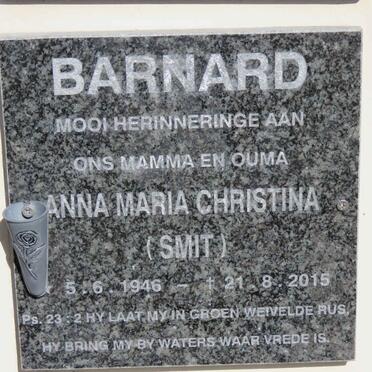 BARNARD
MOOI HERINNERINGE AAN
ONS MAMMA EN OUMA
ANNA MARIA CHRISTINA
( SMIT )
* 5 . 6 . 1946 – † 21 . 8 . 2015
Ps. 23 : 2 HY LAAT MY IN GROEN WEIVELDE RUS,
HY BRING MY BY WATERS WAAR VREDE IS.